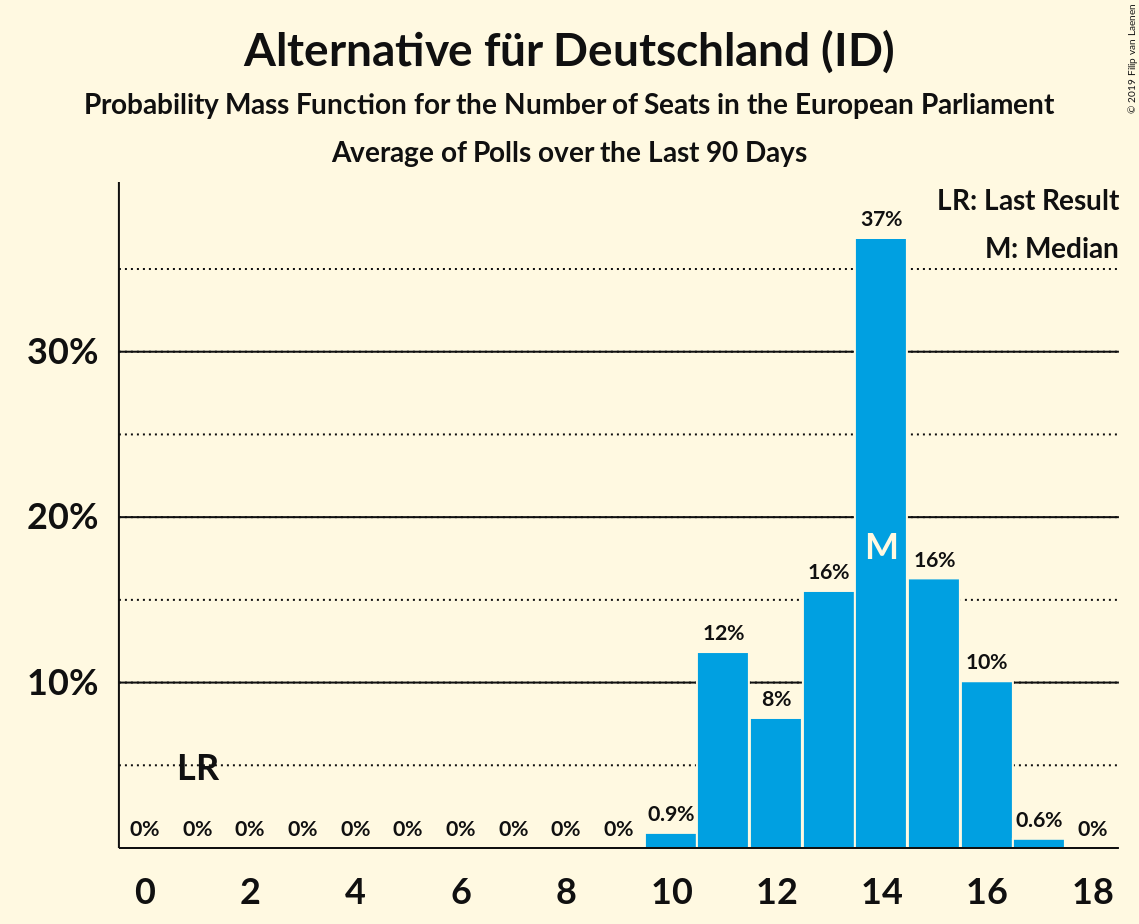 Alternative für Deutschland (ID)
Probability Mass Function for the Number of Seats in the European Parliament
Average of Polls over the Last 90 Days
© 2019 Filip van Laenen
LR: Last Result
M: Median
37%
30%
20%
M
16%
16%
12%
10%
10%
8%
LR
0% 0% 0% 0% 0% 0% 0% 0% 0% 0% 0.9% 0.6% 0%
0 2 4 6 8 10 12 14 16 18